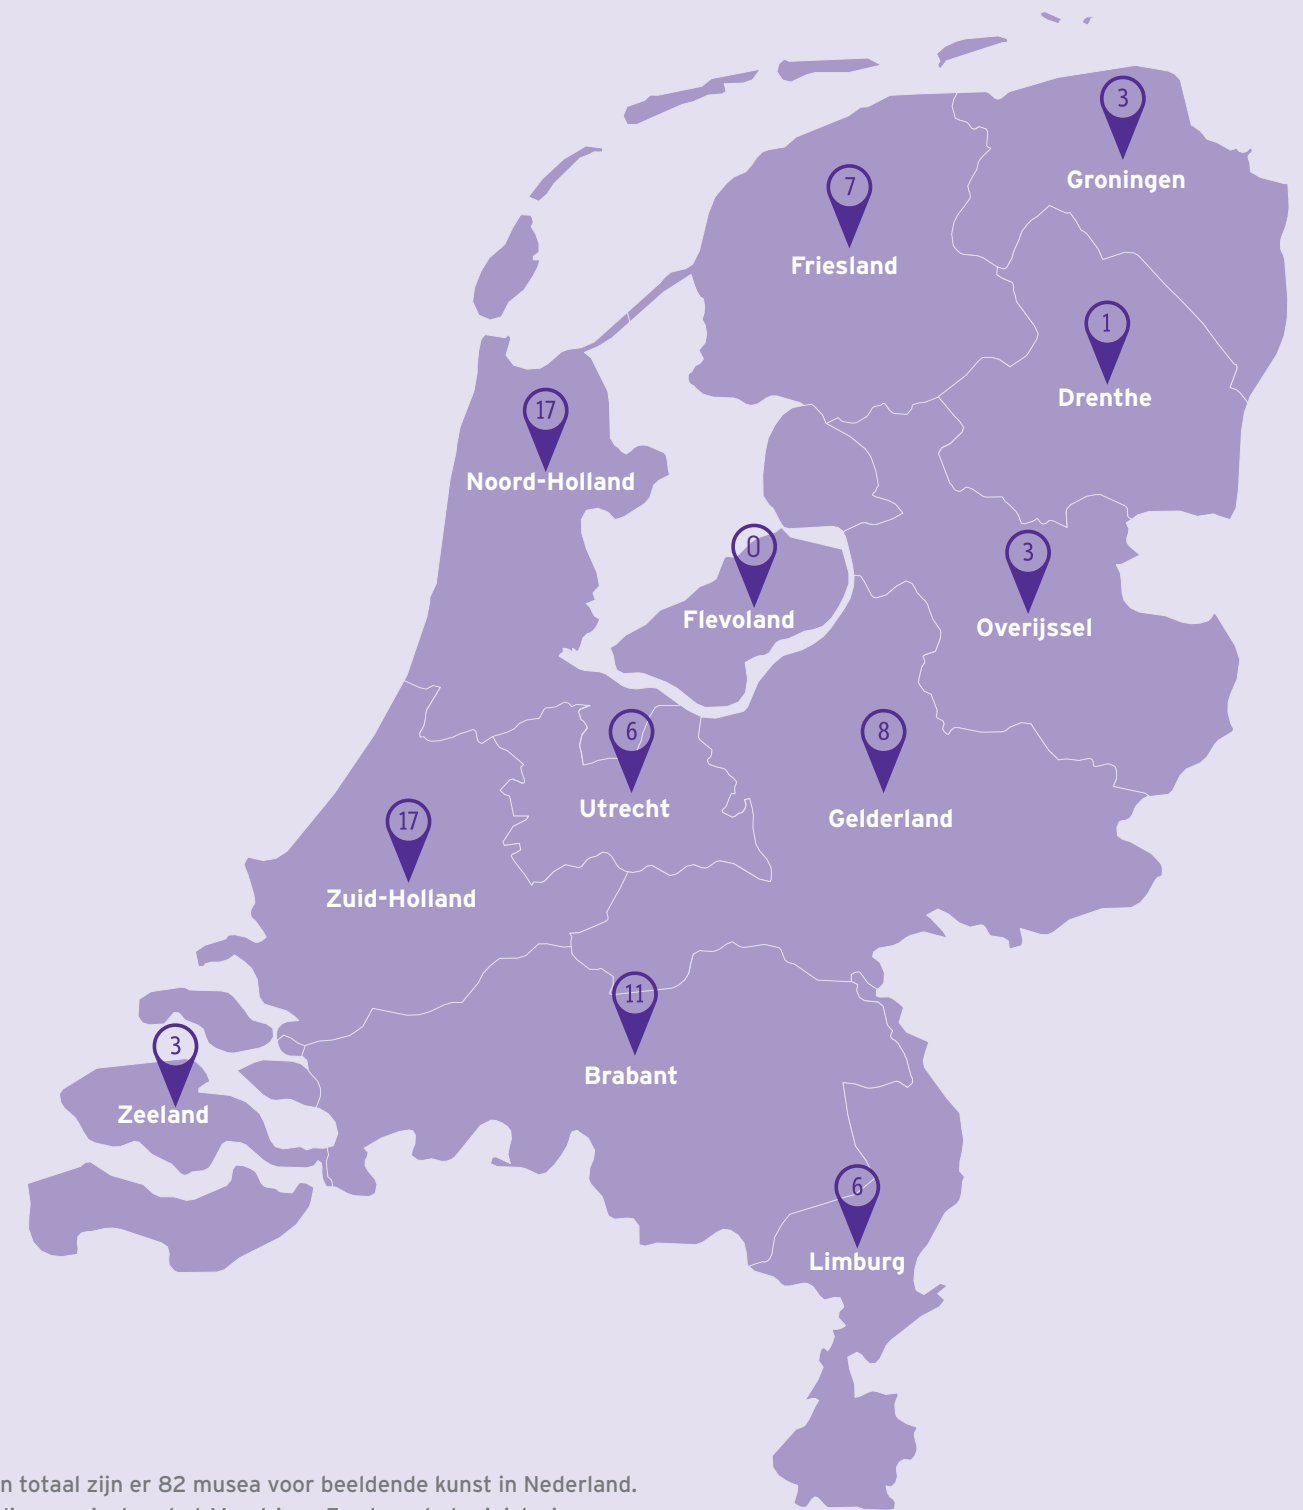 3
Groningen
7
Friesland
1
Drenthe
17
Noord-Holland
0
Flevoland
3
Overijssel
6
Utrecht
8
Gelderland
17
Zuid-Holland
11
Brabant
3
Zeeland
6
Limburg
n totaal zijn er 82 musea voor beeldende kunst in Nederland.